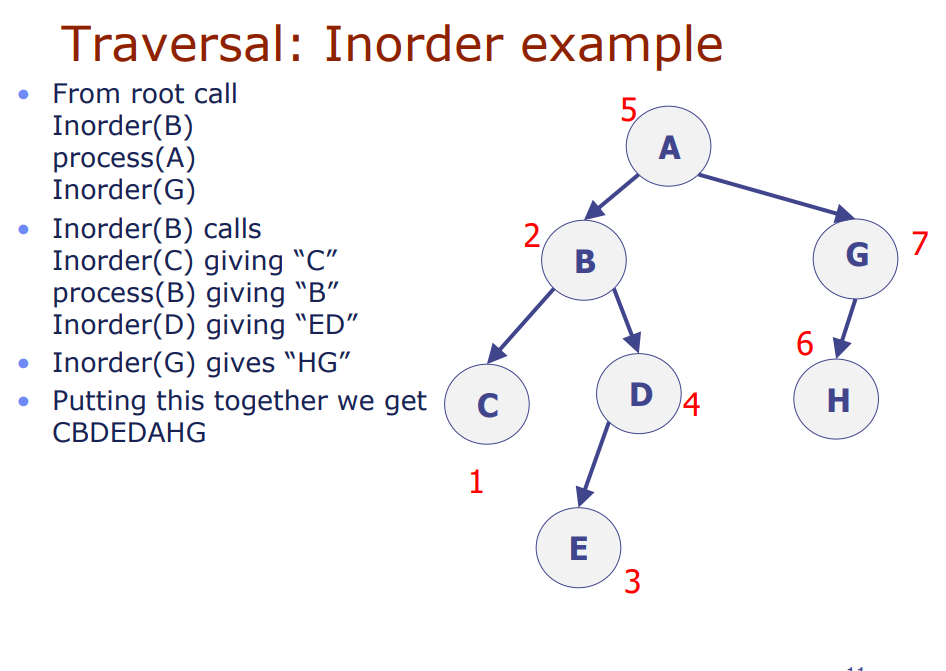 Traversal: Inorder example
• From root call
Inorder(B)
process(A)
Inorder(G)
• Inorder(B) calls
Inorder(C) giving “C”
process(B) giving “B”
Inorder(D) giving “ED”
• Inorder(G) gives “HG”
• Putting this together we get
CBDEDAHG
5
A
2
B
G
7
6
C
D
4
H
1
E
3